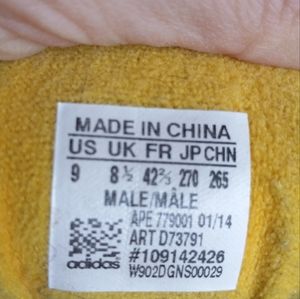 MADE IN CHINA
US UK FR JP CHN
9 8½ 42⅔ 270 265
MALE/MÂLE
APE 779001 01/14
ART D73791
#109142426
adidas
W902DGNS00029